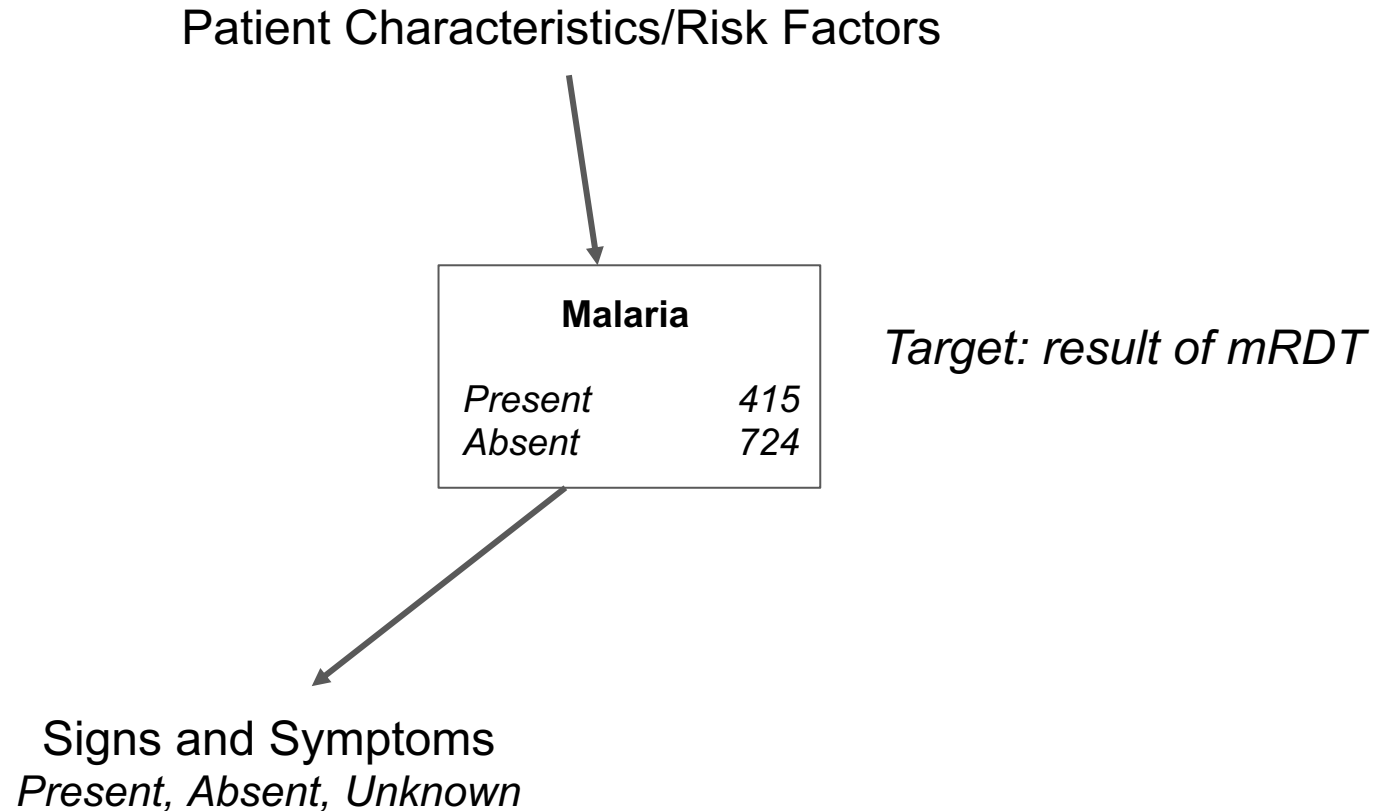 Patient Characteristics/Risk Factors
Malaria
Target: result of mRDT
Present 415
Absent 724
Signs and Symptoms
Present, Absent, Unknown